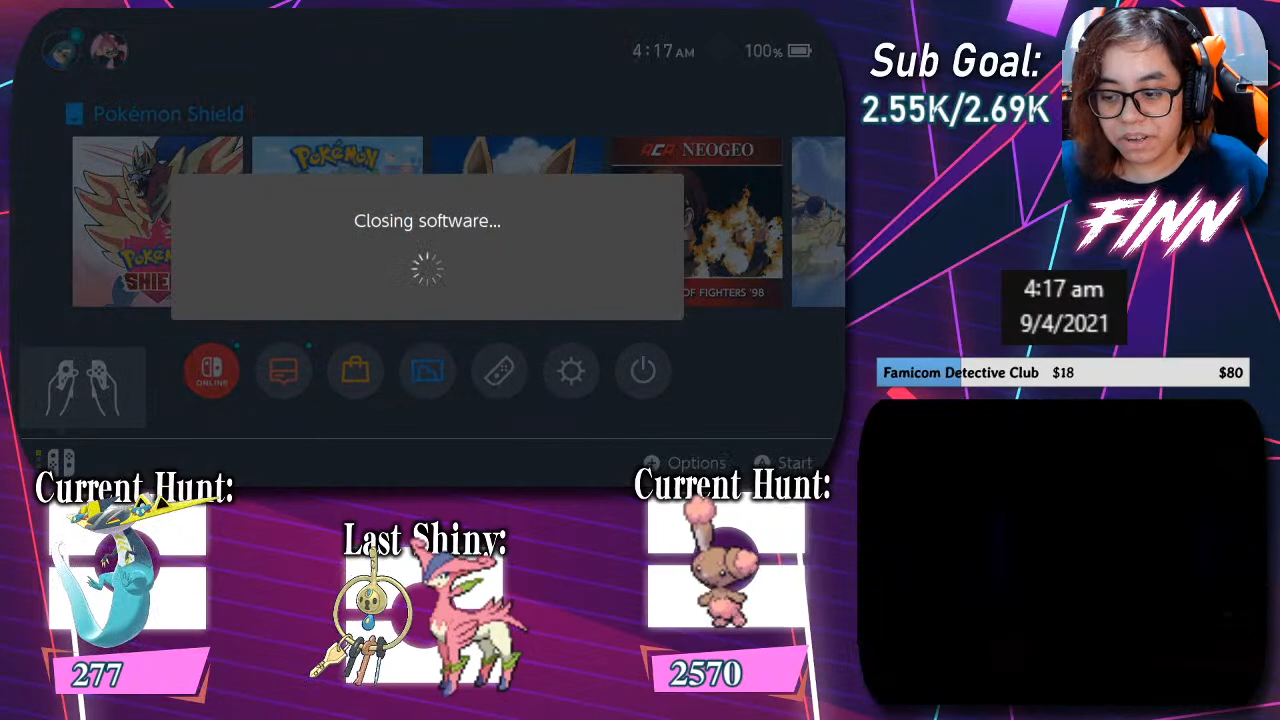 4:17 AM
100%
Pokémon Shield
POKÉMON
ACA NEOGEO
Closing software...
OF FIGHTERS '98
ONLINE
Options
Start
Sub Goal:
2.55K/2.69K
FINN
4:17 am
9/4/2021
Famicom Detective Club $18 $80
Current Hunt:
277
Last Shiny:
Current Hunt:
2570